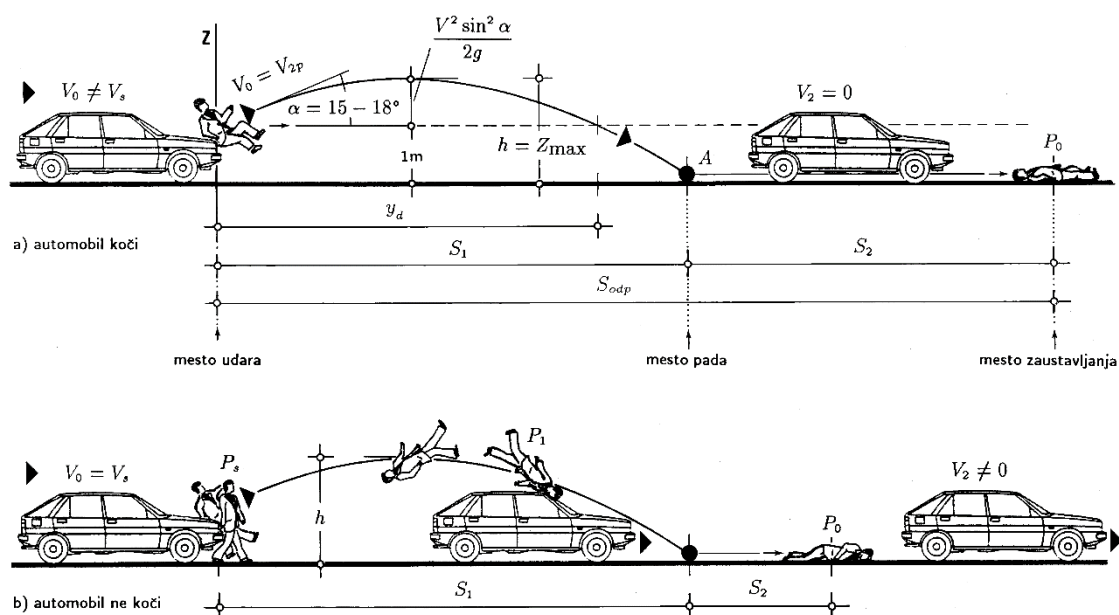 Z
V² sin² α
2g
V₀ ≠ Vₛ
V₀ = V₂ₚ
α = 15 – 18°
V₂ = 0
1m
h = Zmax
A
P₀
y_d
a) automobil koči
S₁
S₂
S_odp
mesto udara
mesto pada
mesto zaustavljanja
V₀ = Vₛ
Pₛ
P₁
V₂ ≠ 0
h
P₀
S₁
S₂
b) automobil ne koči